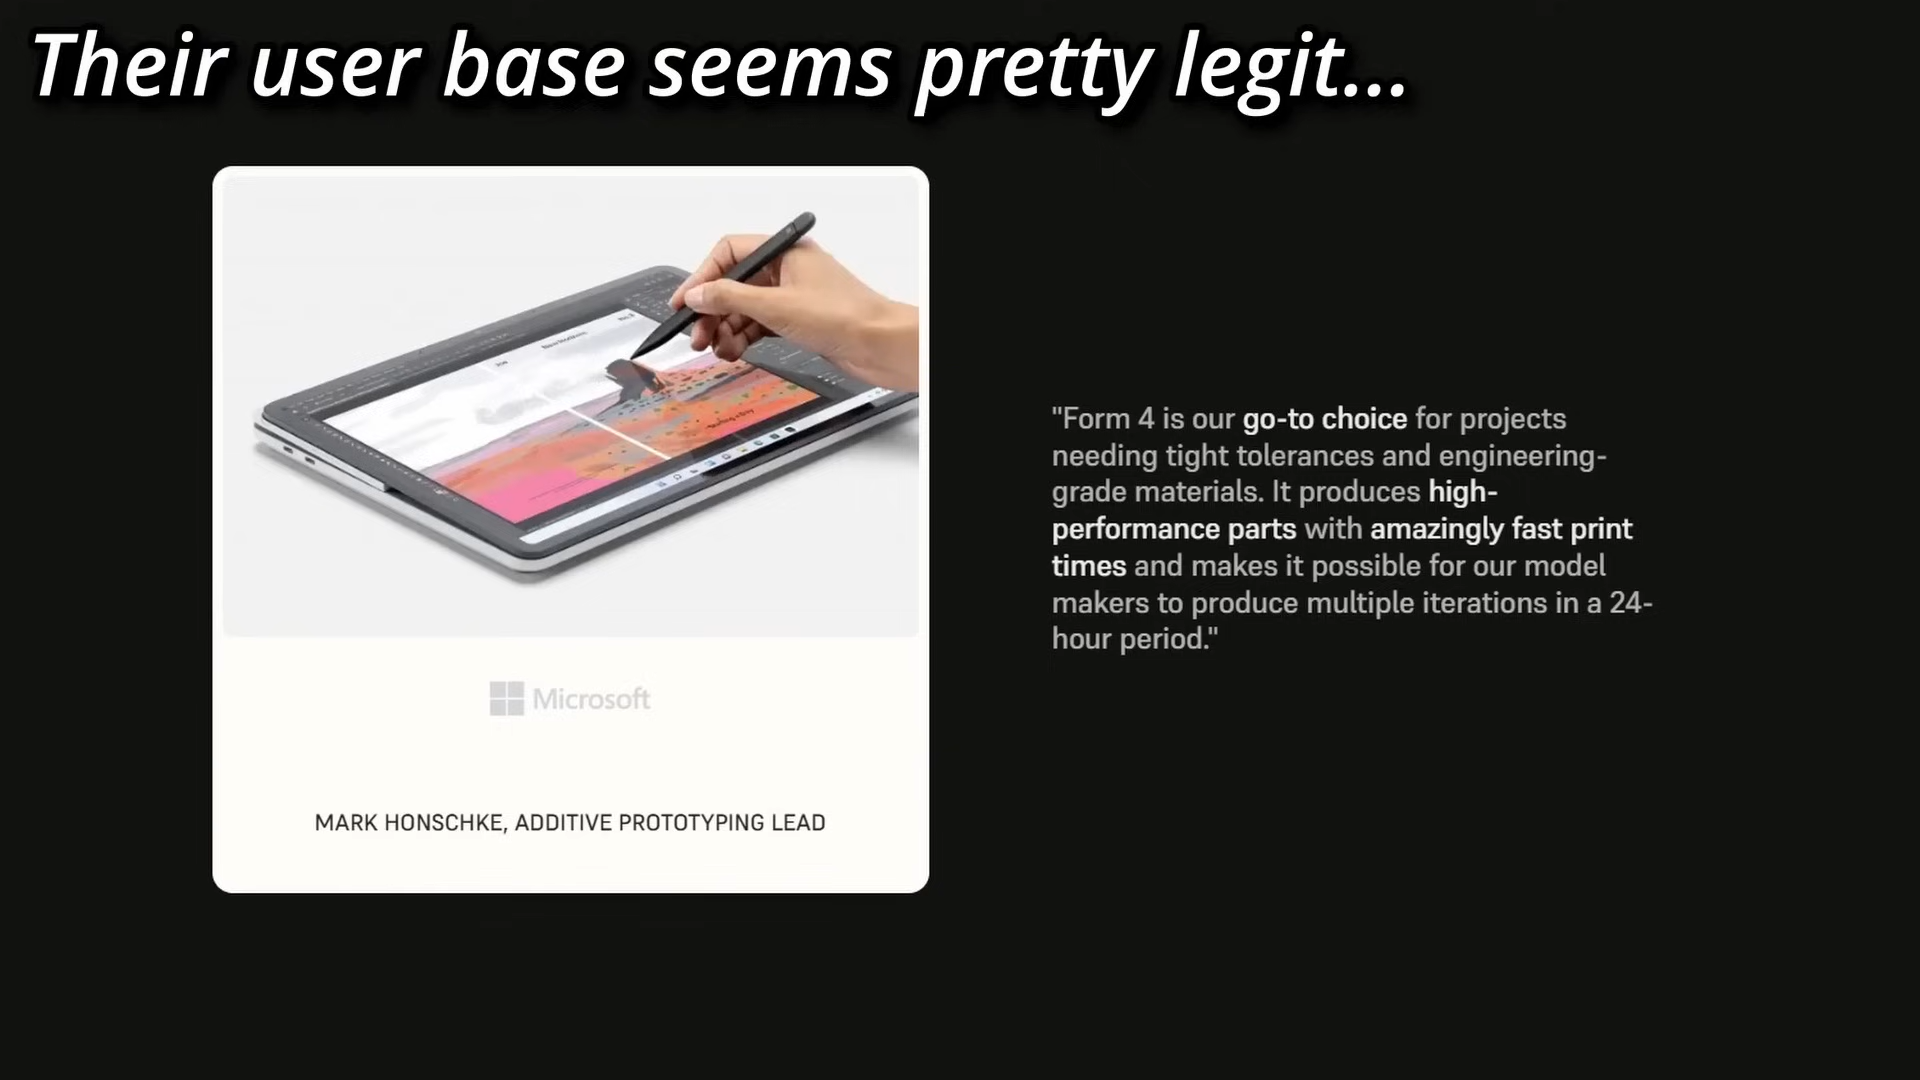 Their user base seems pretty legit...
"Form 4 is our go-to choice for projects
needing tight tolerances and engineering-
grade materials. It produces high-
performance parts with amazingly fast print
times and makes it possible for our model
makers to produce multiple iterations in a 24-
hour period."
Microsoft
MARK HONSCHKE, ADDITIVE PROTOTYPING LEAD